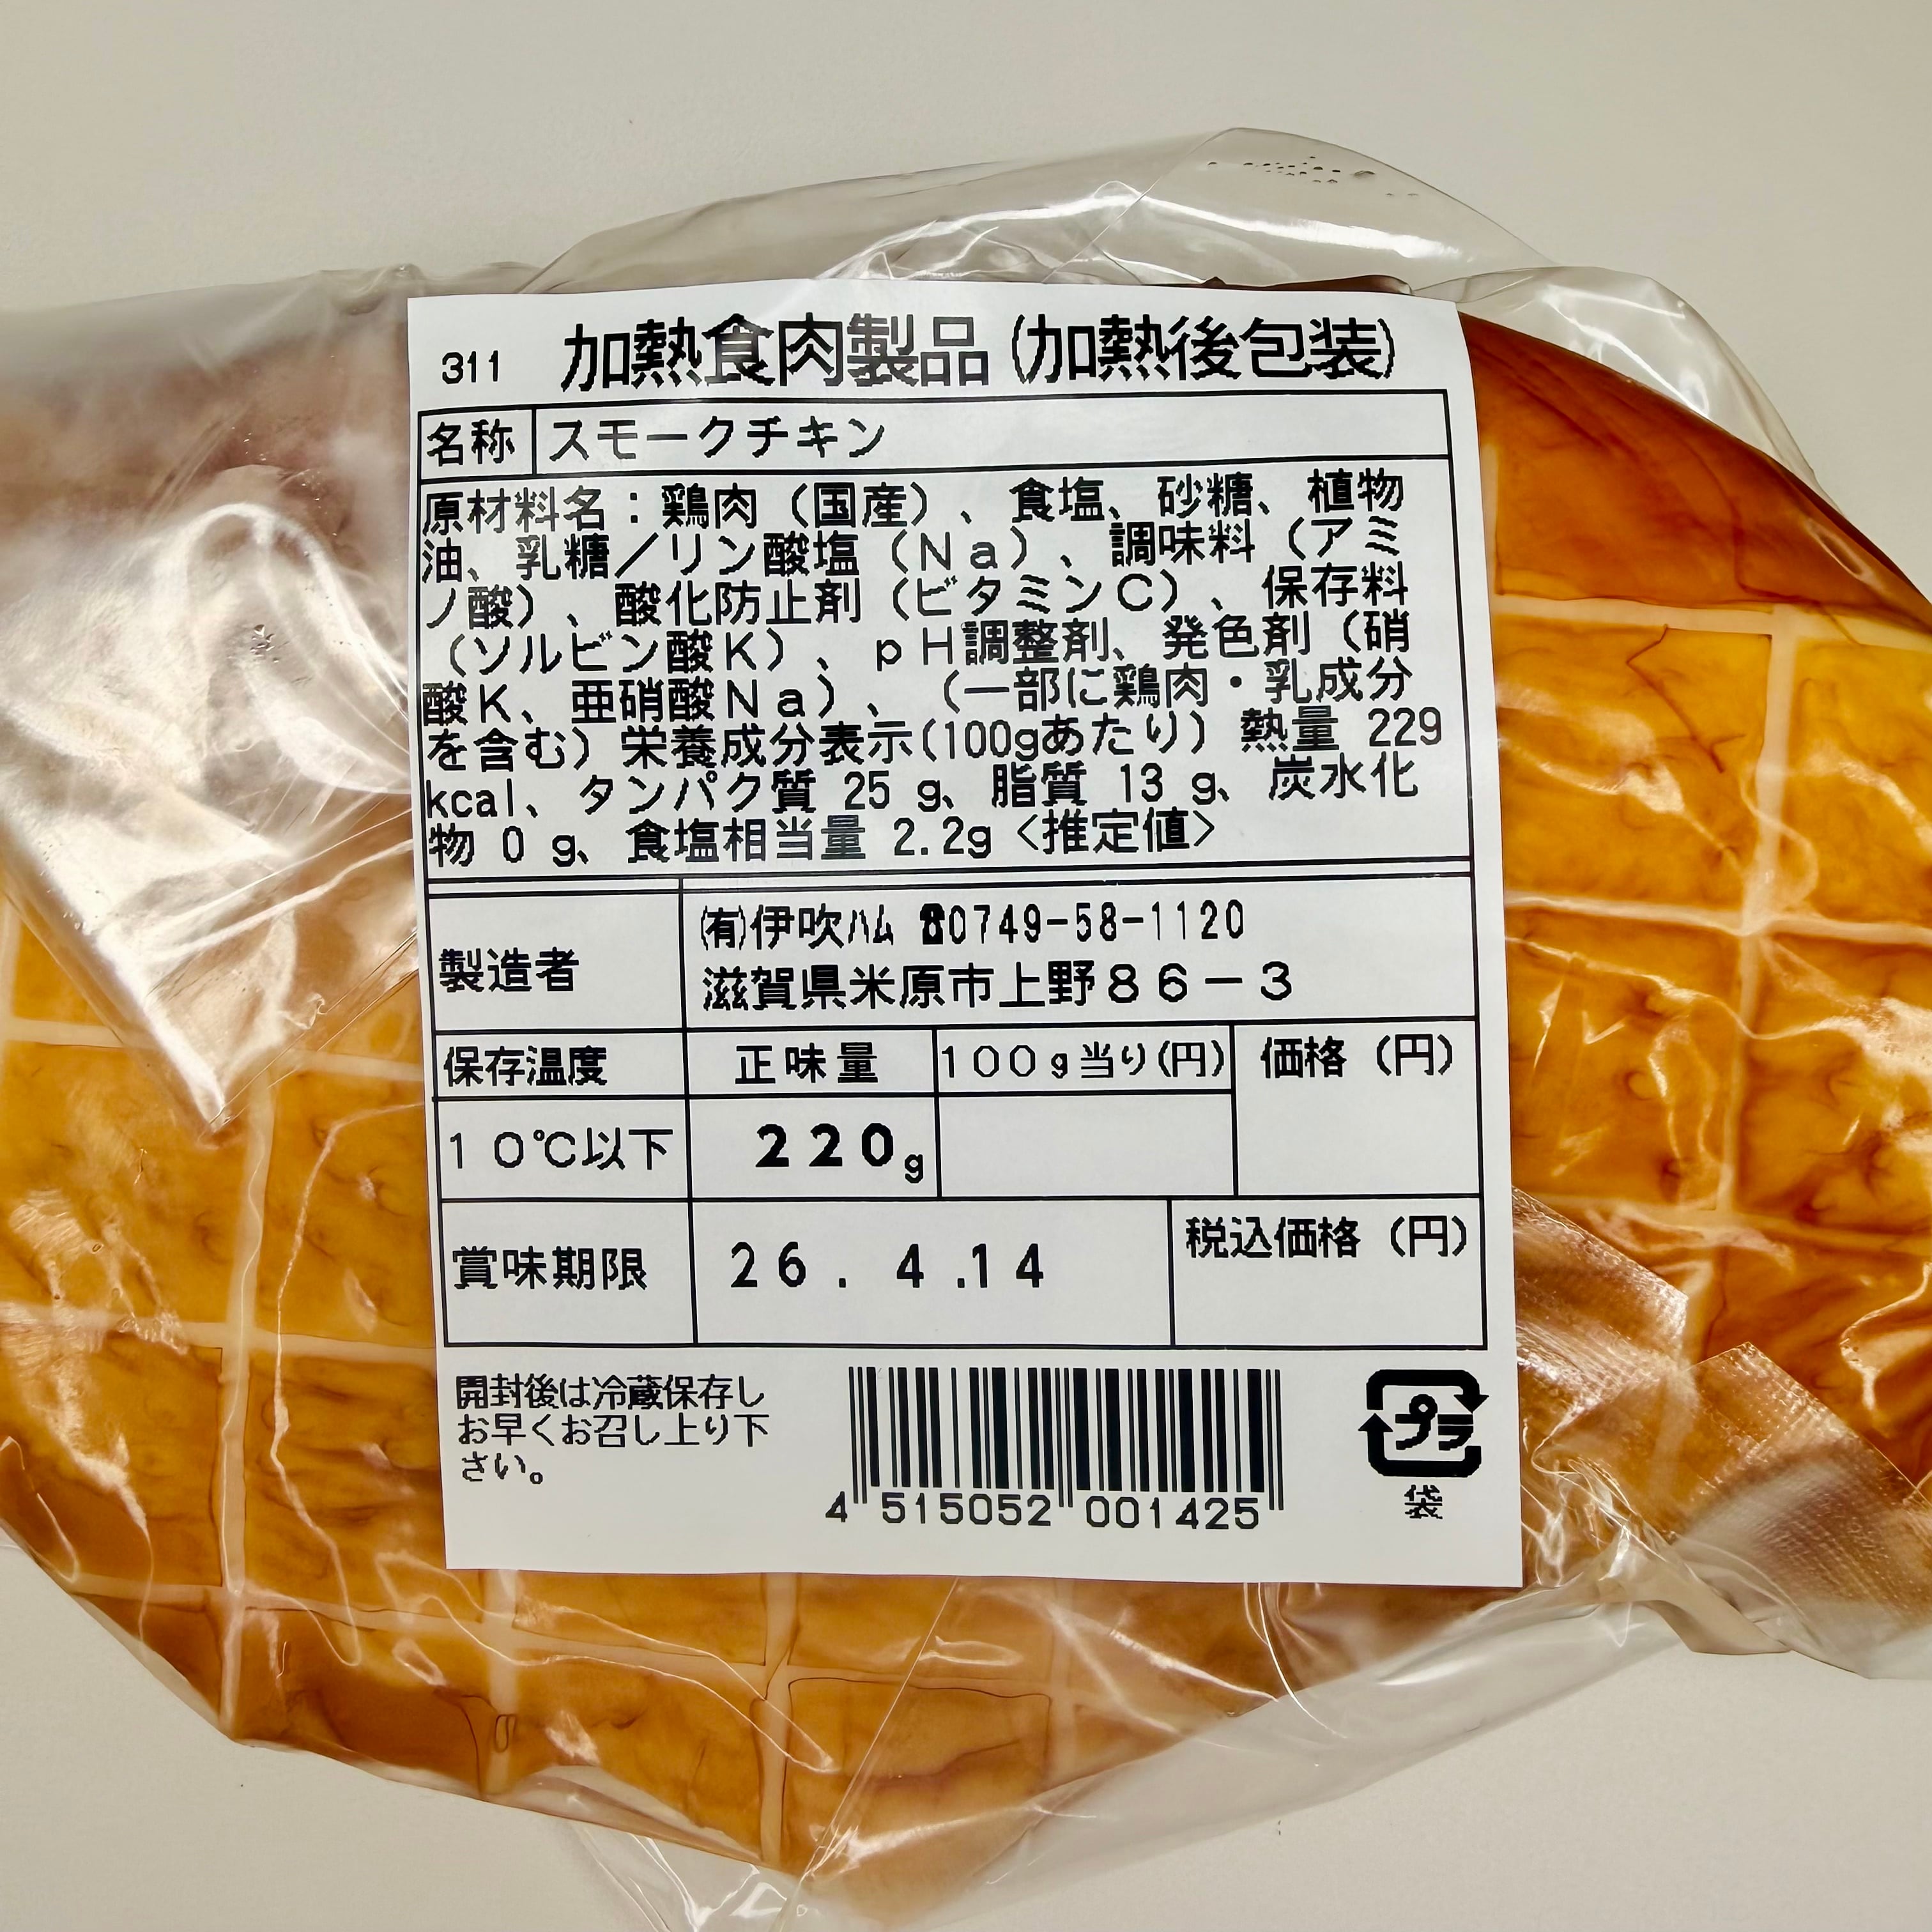 311 加熱食肉製品(加熱後包装)
名称 スモークチキン
原材料名：鶏肉（国産）、食塩、砂糖、植物
油、乳糖／リン酸塩（Ｎａ）、調味料（アミ
ノ酸）、酸化防止剤（ビタミンＣ）、保存料
（ソルビン酸Ｋ）、ｐＨ調整剤、発色剤（硝
酸Ｋ、亜硝酸Ｎａ）、（一部に鶏肉・乳成分
を含む）栄養成分表示(100gあたり) 熱量 229
kcal、タンパク質 25 g、脂質 13 g、炭水化
物 0 g、食塩相当量 2.2g <推定値>
製造者
㈲伊吹ハム ☎0749-58-1120
滋賀県米原市上野８６－３
保存温度 正味量 １００ｇ当り(円) 価格（円）
１０℃以下 220g
賞味期限 26. 4.14 税込価格（円）
開封後は冷蔵保存し
お早くお召し上り下
さい。
4 515052 001425
プラ
袋